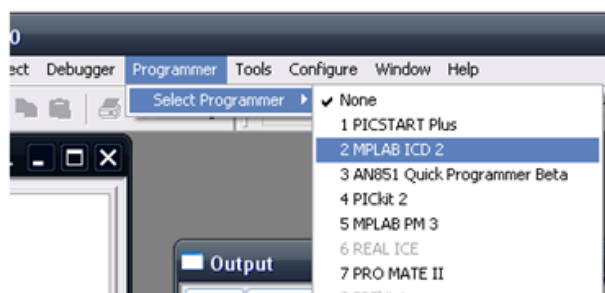 0
ect Debugger Programmer Tools Configure Window Help
Select Programmer
None
1 PICSTART Plus
2 MPLAB ICD 2
3 AN851 Quick Programmer Beta
4 PICkit 2
5 MPLAB PM 3
6 REAL ICE
Output
7 PRO MATE II